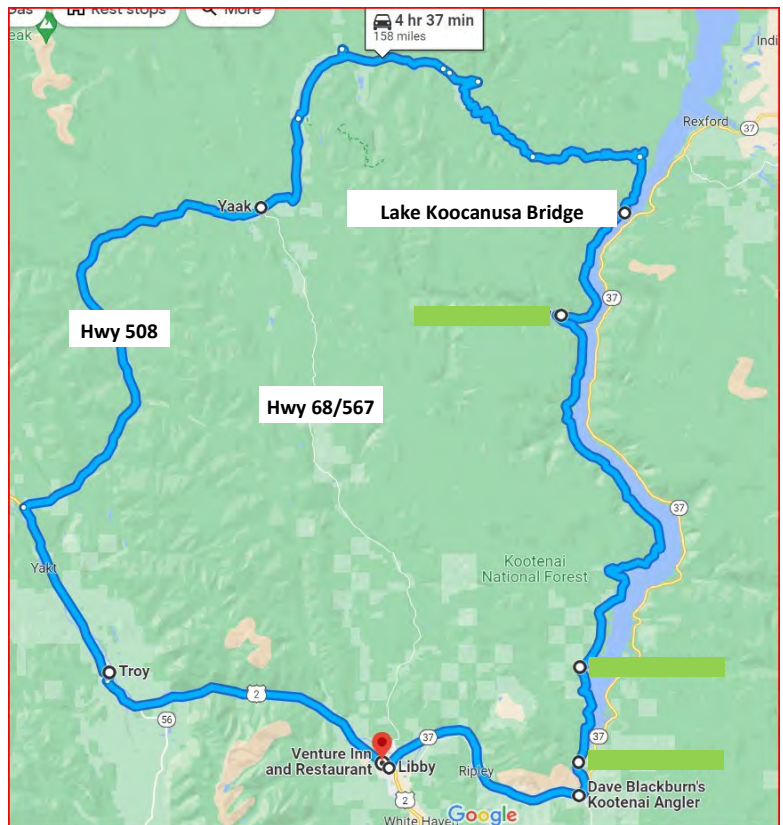 Rest stops
More
eak
4 hr 37 min
158 miles
Indi
Rexford
37
Yaak
Lake Koocanusa Bridge
37
Hwy 508
Hwy 68/567
37
Kootenai
National Forest
Yakt
Troy
2
56
37
37
Venture Inn
and Restaurant
Libby
Ripley
Dave Blackburn's
Kootenai Angler
2
Google
White Haven